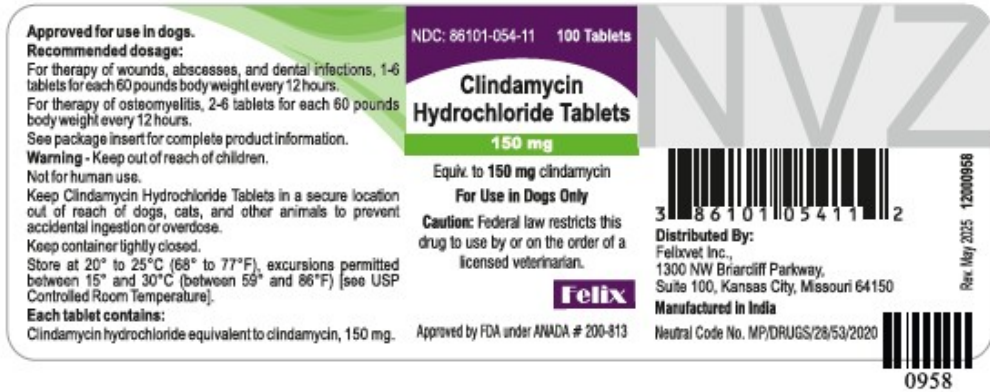 Approved for use in dogs.
Recommended dosage:
For therapy of wounds, abscesses, and dental infections, 1-6
tablets for each 60 pounds body weight every 12 hours.
For therapy of osteomyelitis, 2-6 tablets for each 60 pounds
body weight every 12 hours.
See package insert for complete product information.
Warning - Keep out of reach of children.
Not for human use.
Keep Clindamycin Hydrochloride Tablets in a secure location
out of reach of dogs, cats, and other animals to prevent
accidental ingestion or overdose.
Keep container tightly closed.
Store at 20° to 25°C (68° to 77°F), excursions permitted
between 15° and 30°C (between 59° and 86°F) [see USP
Controlled Room Temperature].
Each tablet contains:
Clindamycin hydrochloride equivalent to clindamycin, 150 mg.
NDC: 86101-054-11 100 Tablets
Clindamycin
Hydrochloride Tablets
150 mg
Equiv. to 150 mg clindamycin
For Use in Dogs Only
Caution: Federal law restricts this
drug to use by or on the order of a
licensed veterinarian.
Felix
Approved by FDA under ANADA # 200-813
NVZ
3 86101 05411 2
Distributed By:
Felixvet Inc.,
1300 NW Briarcliff Parkway,
Suite 100, Kansas City, Missouri 64150
Manufactured in India
Neutral Code No. MP/DRUGS/28/53/2020
Rev. May 2025 12000958
0958